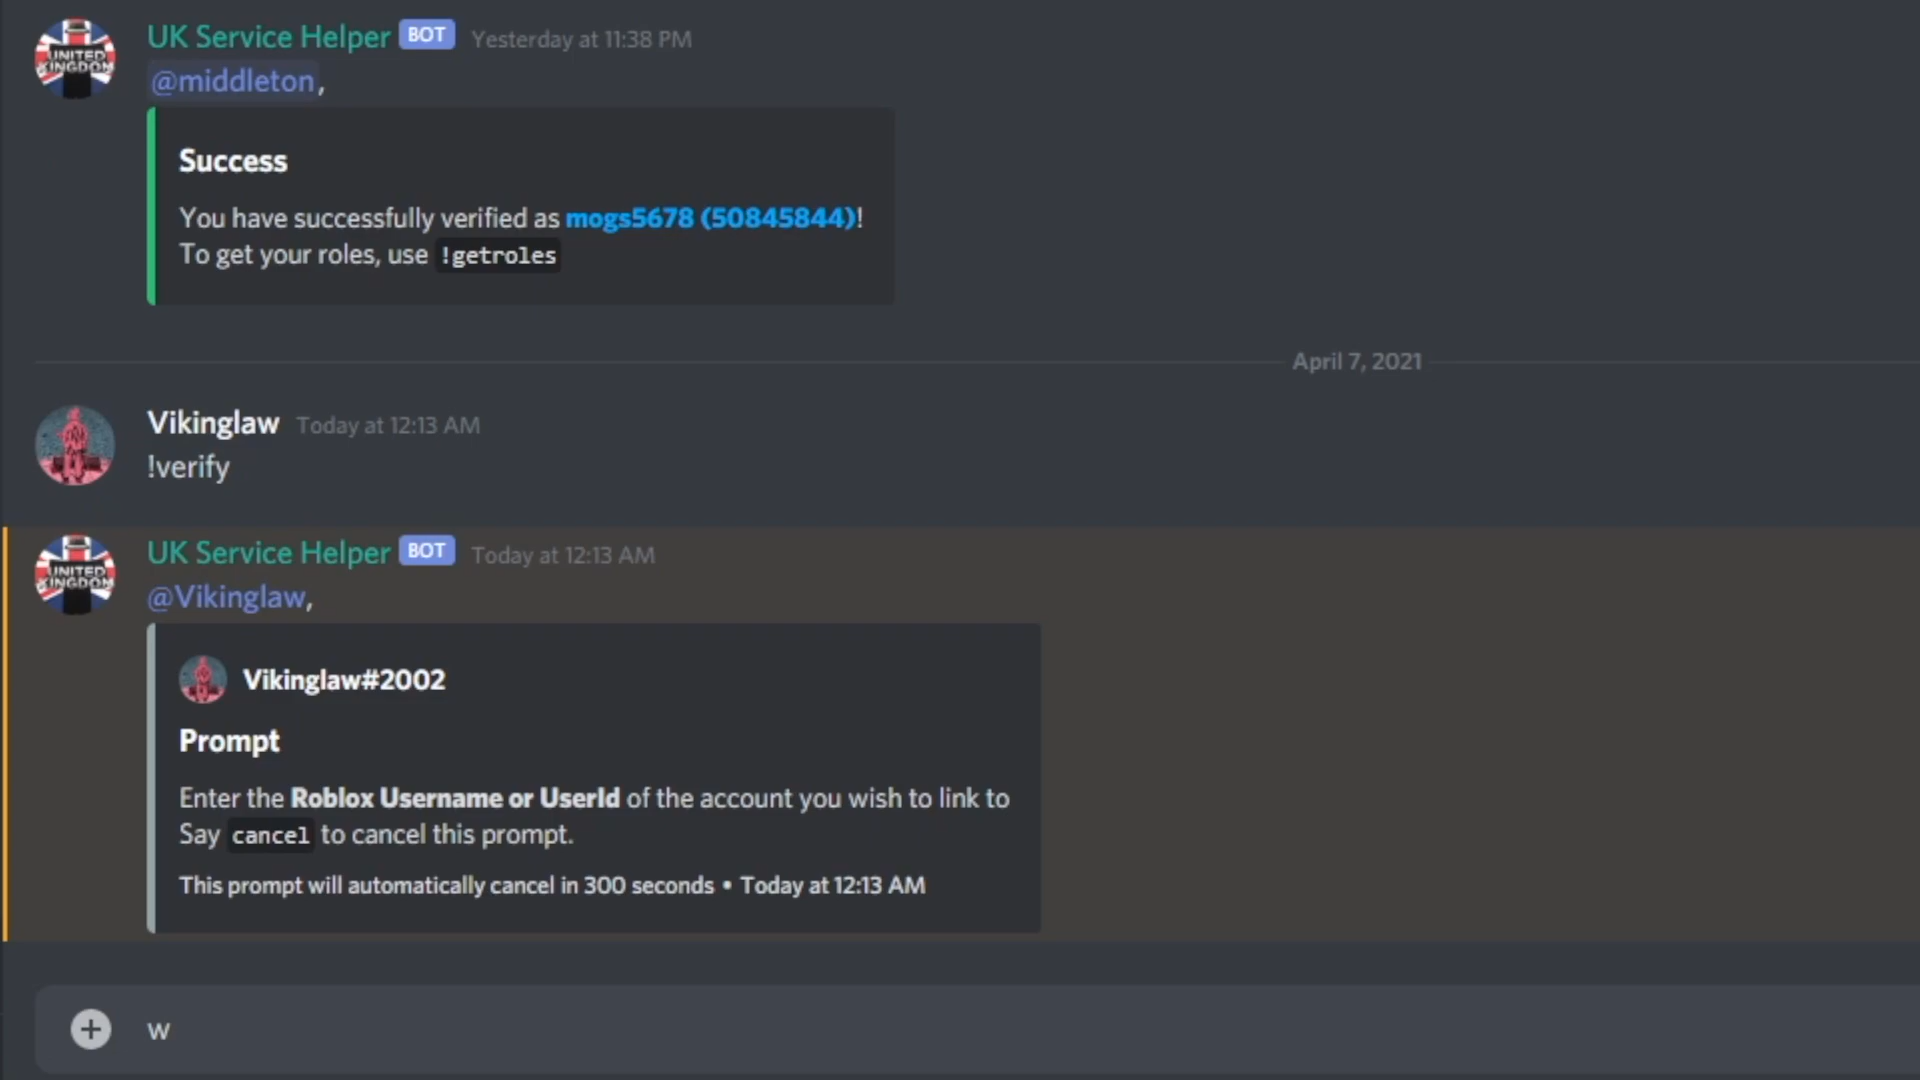 UK Service Helper BOT Yesterday at 11:38 PM
UNITED
KINGDOM
@middleton,
Success
You have successfully verified as mogs5678 (50845844)!
To get your roles, use !getroles
April 7, 2021
Vikinglaw Today at 12:13 AM
!verify
UK Service Helper BOT Today at 12:13 AM
UNITED
KINGDOM
@Vikinglaw,
Vikinglaw#2002
Prompt
Enter the Roblox Username or UserId of the account you wish to link to
Say cancel to cancel this prompt.
This prompt will automatically cancel in 300 seconds • Today at 12:13 AM
w